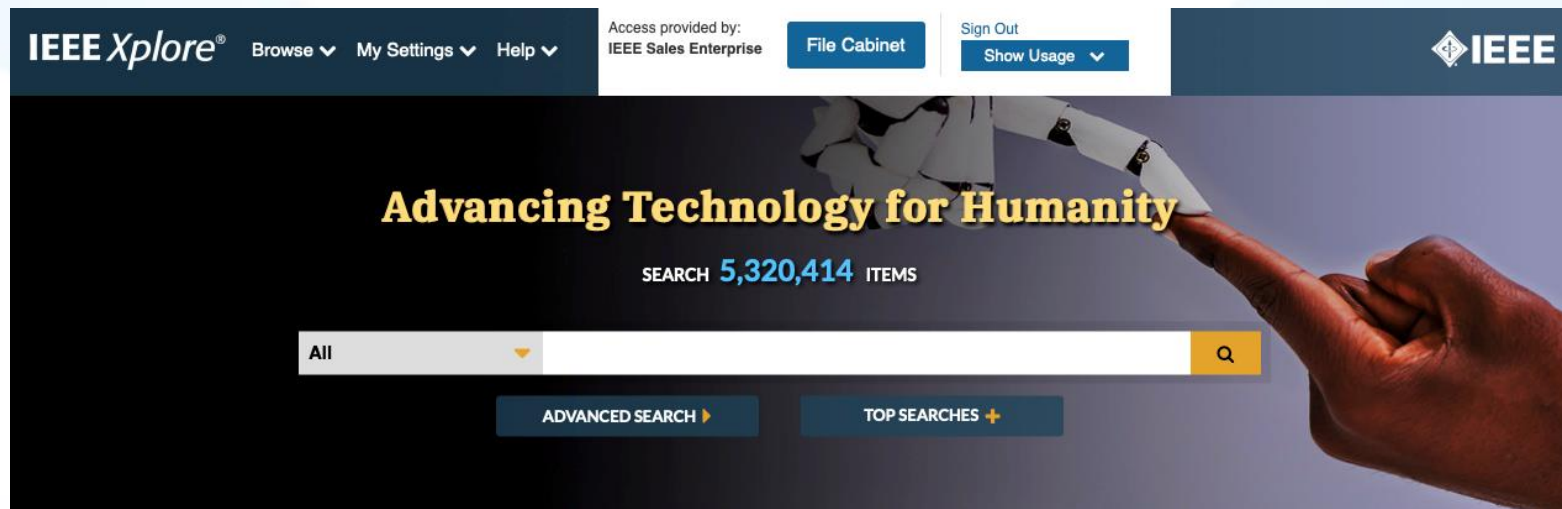 IEEE Xplore®
Browse
My Settings
Help
Access provided by:
IEEE Sales Enterprise
File Cabinet
Sign Out
Show Usage
IEEE
Advancing Technology for Humanity
SEARCH 5,320,414 ITEMS
All
ADVANCED SEARCH
TOP SEARCHES +